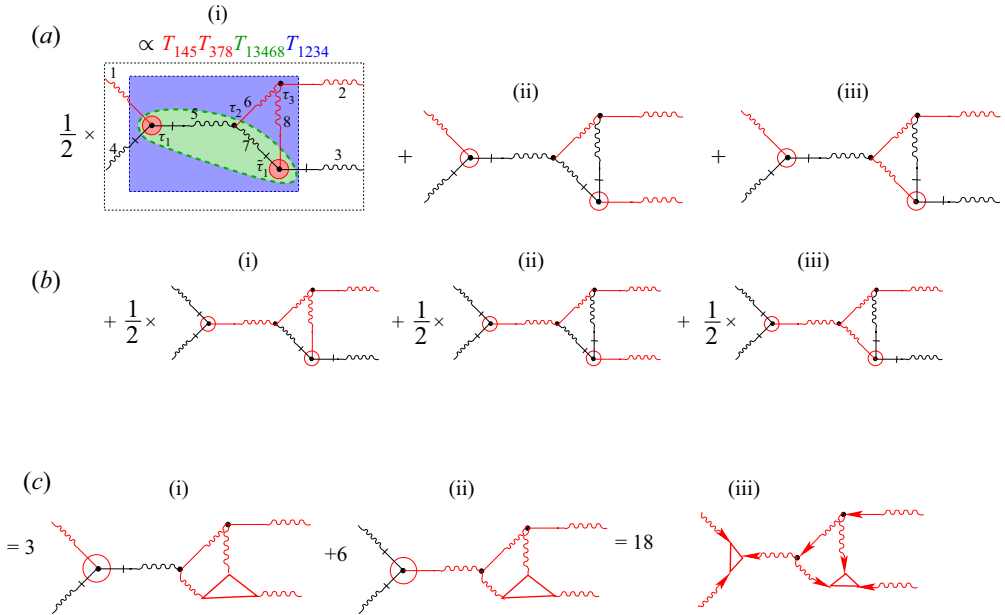 (i)
(a)
∝ T₁₄₅T₃₇₈T₁₃₄₆₈T₁₂₃₄
1/2 ×
1
2
3
4
5
6
7
8
τ₁
τ₂
τ₃
τ̃₁
(ii)
+
(iii)
+
(b)
(i)
+ 1/2 ×
(ii)
+ 1/2 ×
(iii)
+ 1/2 ×
(c)
(i)
= 3
(ii)
+6
(iii)
= 18